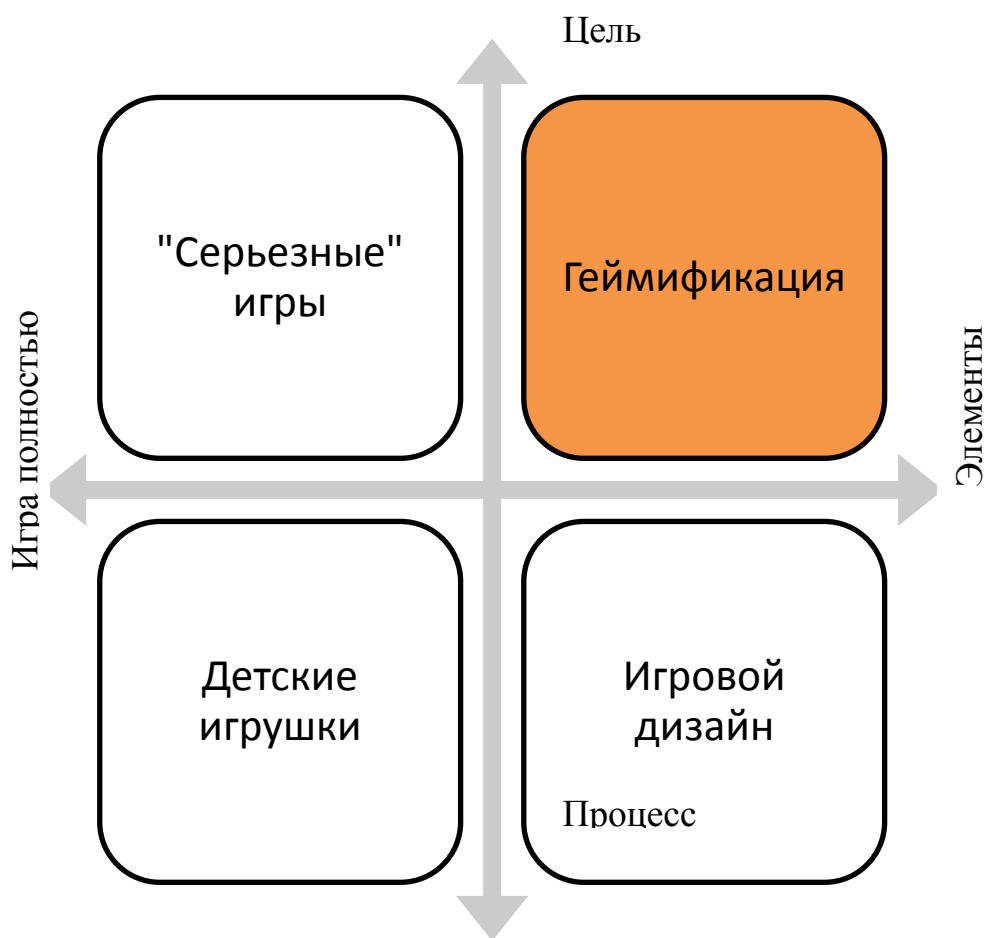 Цель
"Серьезные"
игры
Геймификация
Игра полностью
Элементы
Детские
игрушки
Игровой
дизайн
Процесс